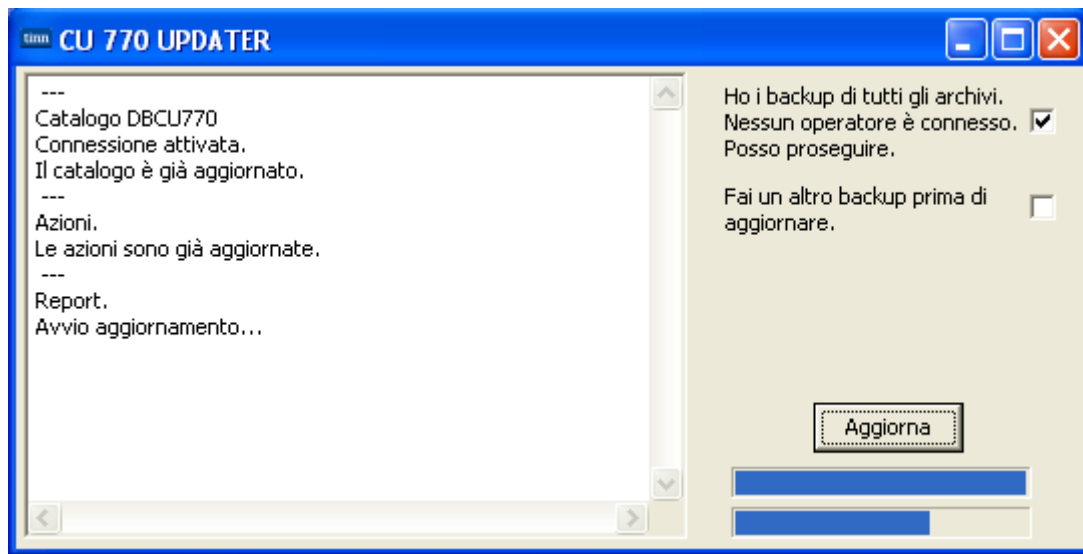 tinn CU 770 UPDATER
---
Catalogo DBCU770
Connessione attivata.
Il catalogo è già aggiornato.
---
Azioni.
Le azioni sono già aggiornate.
---
Report.
Avvio aggiornamento...
Ho i backup di tutti gli archivi.
Nessun operatore è connesso.
Posso proseguire.
Fai un altro backup prima di
aggiornare.
Aggiorna